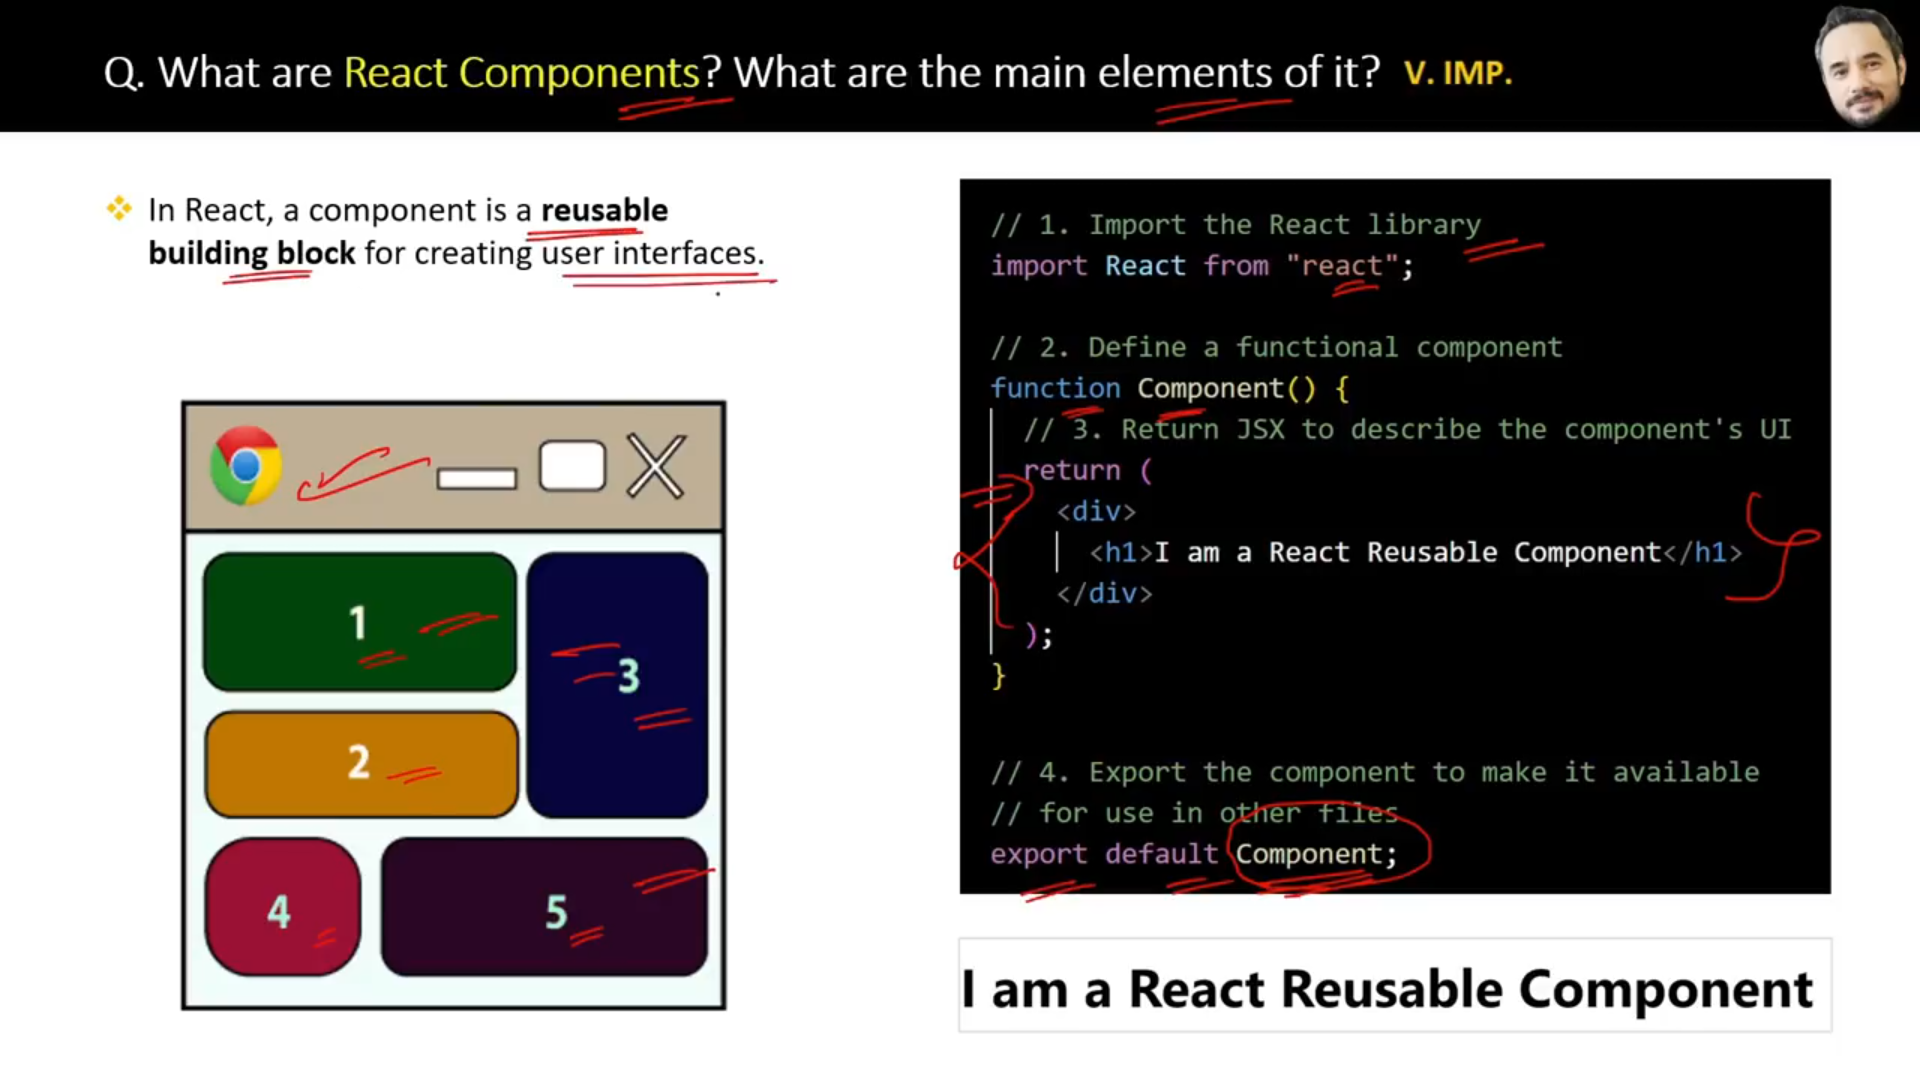 Q. What are React Components? What are the main elements of it? V. IMP.
In React, a component is a reusable
building block for creating user interfaces.
1
2
3
4
5
// 1. Import the React library
import React from "react";
// 2. Define a functional component
function Component() {
// 3. Return JSX to describe the component's UI
return (
<div>
<h1>I am a React Reusable Component</h1>
</div>
);
}
// 4. Export the component to make it available
// for use in other files
export default Component;
I am a React Reusable Component